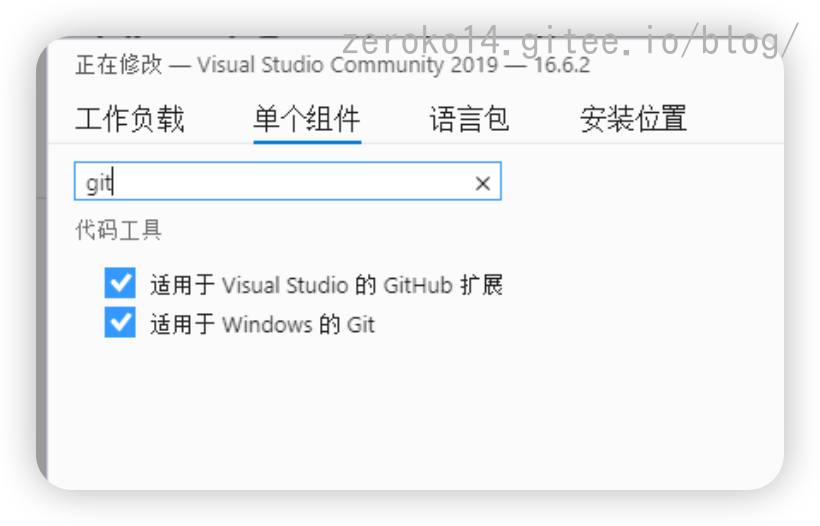 zeroko14.gitee.io/blog/
正在修改 — Visual Studio Community 2019 — 16.6.2
工作负载 单个组件 语言包 安装位置
git
代码工具
适用于 Visual Studio 的 GitHub 扩展
适用于 Windows 的 Git